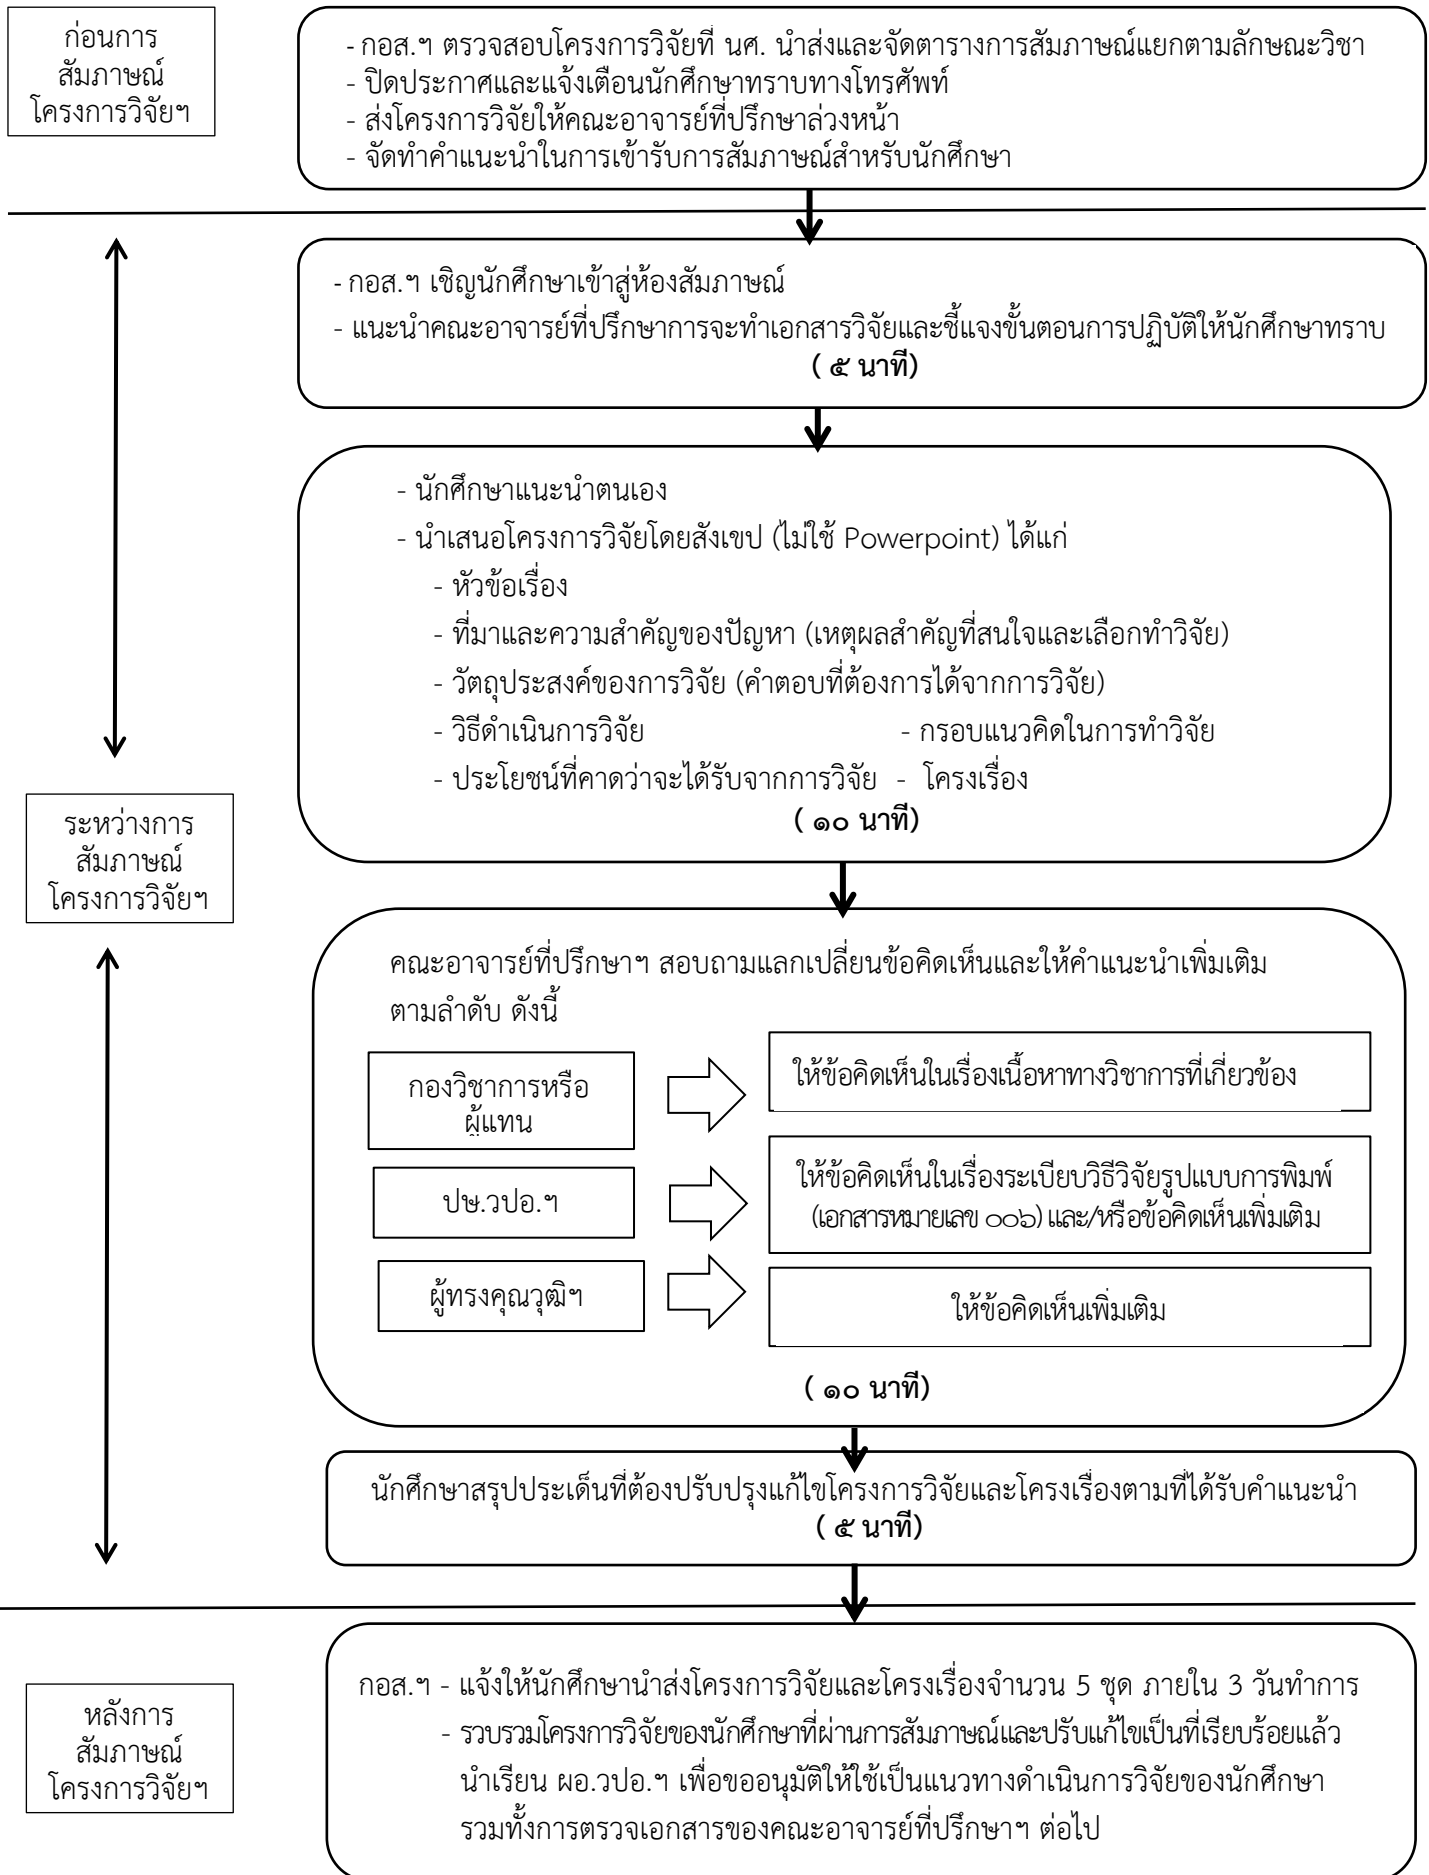 ก่อนการ
สัมภาษณ์
โครงการวิจัยฯ
- กอส.ฯ ตรวจสอบโครงการวิจัยที่ นศ. นำส่งและจัดตารางการสัมภาษณ์แยกตามลักษณะวิชา
- ปิดประกาศและแจ้งเตือนนักศึกษาทราบทางโทรศัพท์
- ส่งโครงการวิจัยให้คณะอาจารย์ที่ปรึกษาล่วงหน้า
- จัดทำคำแนะนำในการเข้ารับการสัมภาษณ์สำหรับนักศึกษา
- กอส.ฯ เชิญนักศึกษาเข้าสู่ห้องสัมภาษณ์
- แนะนำคณะอาจารย์ที่ปรึกษาการจะทำเอกสารวิจัยและชี้แจงขั้นตอนการปฏิบัติให้นักศึกษาทราบ
( ๕ นาที)
- นักศึกษาแนะนำตนเอง
- นำเสนอโครงการวิจัยโดยสังเขป (ไม่ใช้ Powerpoint) ได้แก่
- หัวข้อเรื่อง
- ที่มาและความสำคัญของปัญหา (เหตุผลสำคัญที่สนใจและเลือกทำวิจัย)
- วัตถุประสงค์ของการวิจัย (คำตอบที่ต้องการได้จากการวิจัย)
- วิธีดำเนินการวิจัย - กรอบแนวคิดในการทำวิจัย
- ประโยชน์ที่คาดว่าจะได้รับจากการวิจัย - โครงเรื่อง
( ๑๐ นาที)
ระหว่างการ
สัมภาษณ์
โครงการวิจัยฯ
คณะอาจารย์ที่ปรึกษาฯ สอบถามแลกเปลี่ยนข้อคิดเห็นและให้คำแนะนำเพิ่มเติม
ตามลำดับ ดังนี้
กองวิชาการหรือ
ผู้แทน
ให้ข้อคิดเห็นในเรื่องเนื้อหาทางวิชาการที่เกี่ยวข้อง
ปษ.วปอ.ฯ
ให้ข้อคิดเห็นในเรื่องระเบียบวิธีวิจัยรูปแบบการพิมพ์
(เอกสารหมายเลข ๐๐๖) และ/หรือข้อคิดเห็นเพิ่มเติม
ผู้ทรงคุณวุฒิฯ
ให้ข้อคิดเห็นเพิ่มเติม
( ๑๐ นาที)
นักศึกษาสรุปประเด็นที่ต้องปรับปรุงแก้ไขโครงการวิจัยและโครงเรื่องตามที่ได้รับคำแนะนำ
( ๕ นาที)
หลังการ
สัมภาษณ์
โครงการวิจัยฯ
กอส.ฯ - แจ้งให้นักศึกษานำส่งโครงการวิจัยและโครงเรื่องจำนวน 5 ชุด ภายใน 3 วันทำการ
- รวบรวมโครงการวิจัยของนักศึกษาที่ผ่านการสัมภาษณ์และปรับแก้ไขเป็นที่เรียบร้อยแล้ว
นำเรียน ผอ.วปอ.ฯ เพื่อขออนุมัติให้ใช้เป็นแนวทางดำเนินการวิจัยของนักศึกษา
รวมทั้งการตรวจเอกสารของคณะอาจารย์ที่ปรึกษาฯ ต่อไป